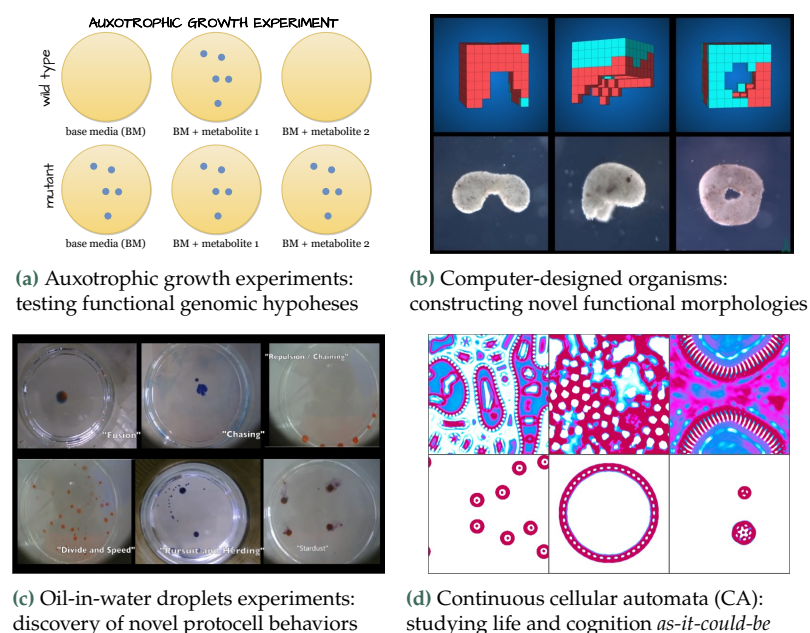 AUXOTROPHIC GROWTH EXPERIMENT
wild type
base media (BM)
BM + metabolite 1
BM + metabolite 2
mutant
base media (BM)
BM + metabolite 1
BM + metabolite 2
(a) Auxotrophic growth experiments:
testing functional genomic hypoheses
(b) Computer-designed organisms:
constructing novel functional morphologies
"Fusion"
"Chasing"
"Repulsion / Chaining"
"Divide and Speed"
"Pursuit and Herding"
"Stardust"
(c) Oil-in-water droplets experiments:
discovery of novel protocell behaviors
(d) Continuous cellular automata (CA):
studying life and cognition as-it-could-be